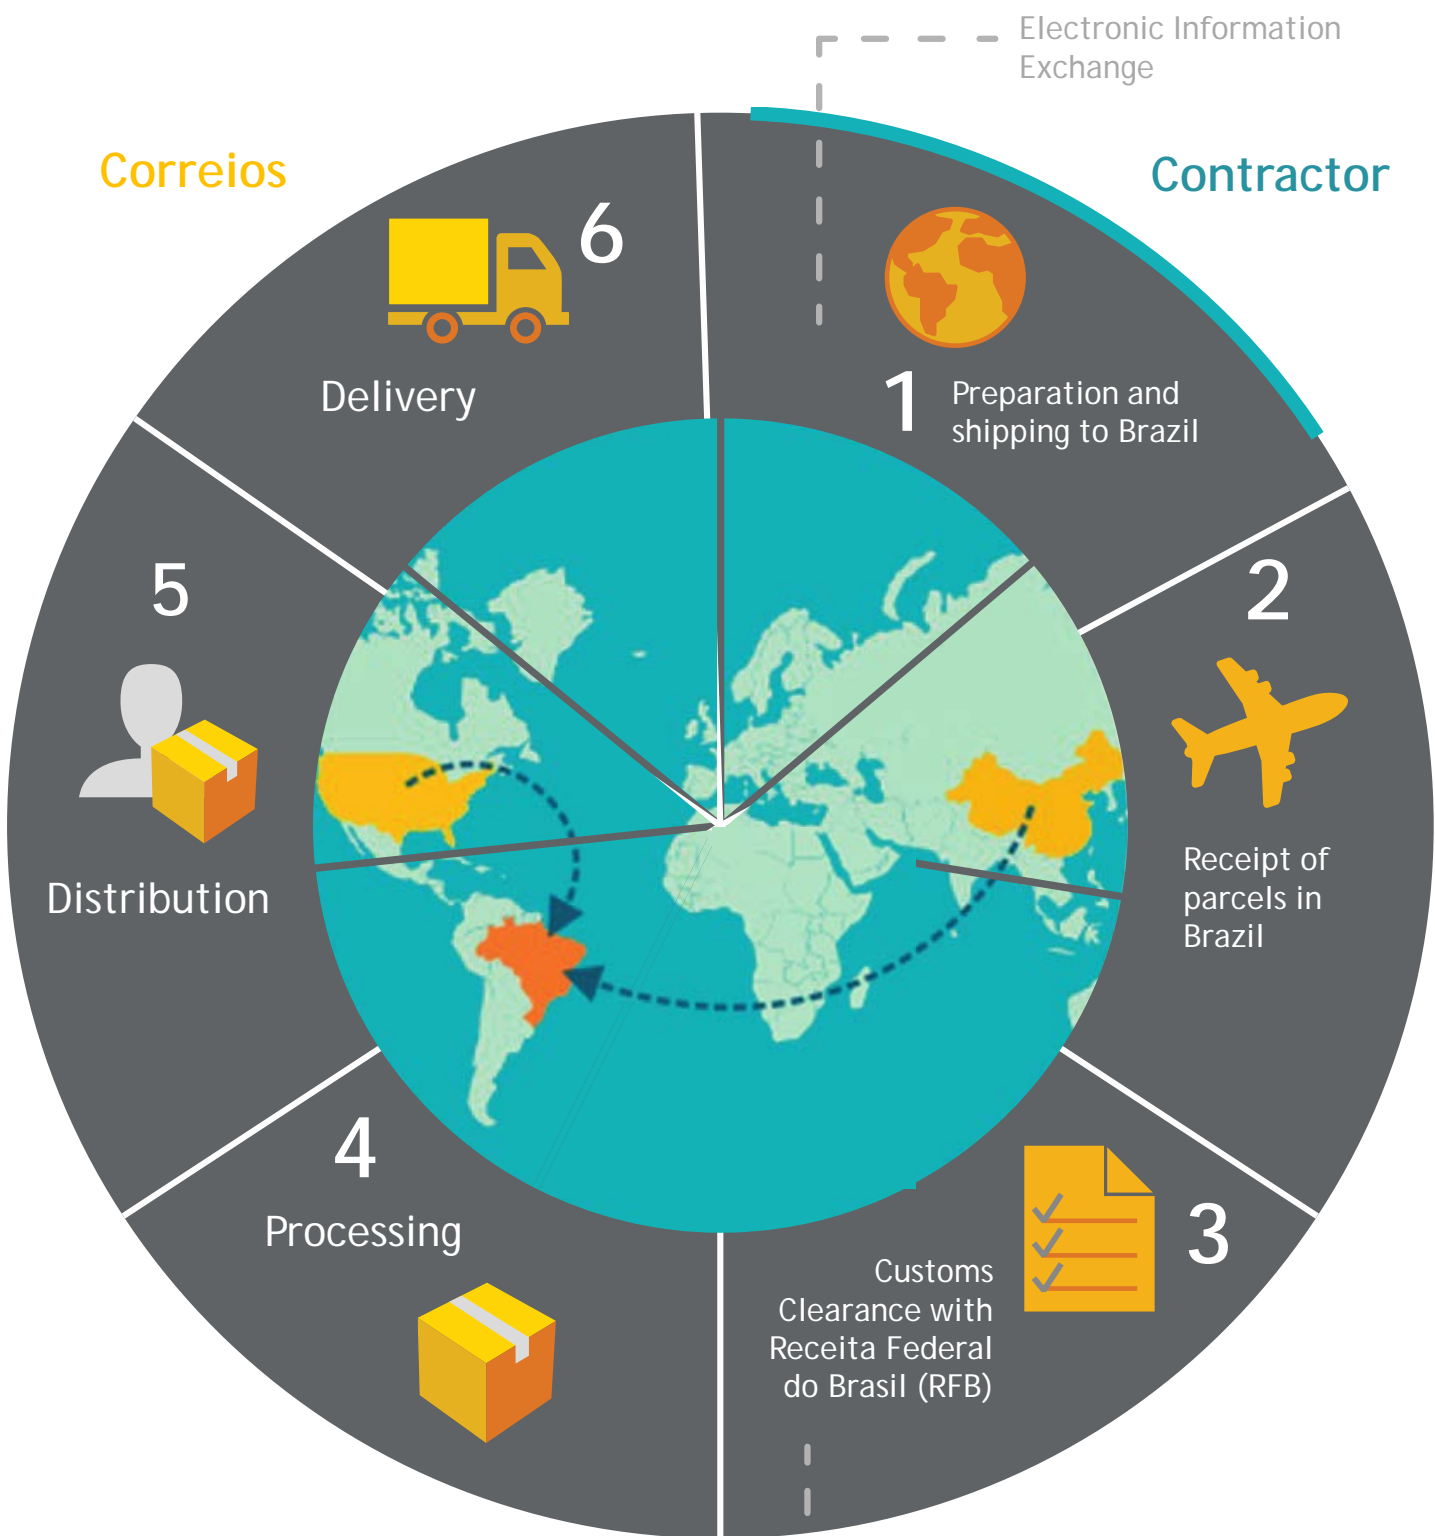 Electronic Information
Exchange
Correios
Contractor
1
Preparation and
shipping to Brazil
2
Receipt of
parcels in
Brazil
3
Customs
Clearance with
Receita Federal
do Brasil (RFB)
4
Processing
5
Distribution
6
Delivery